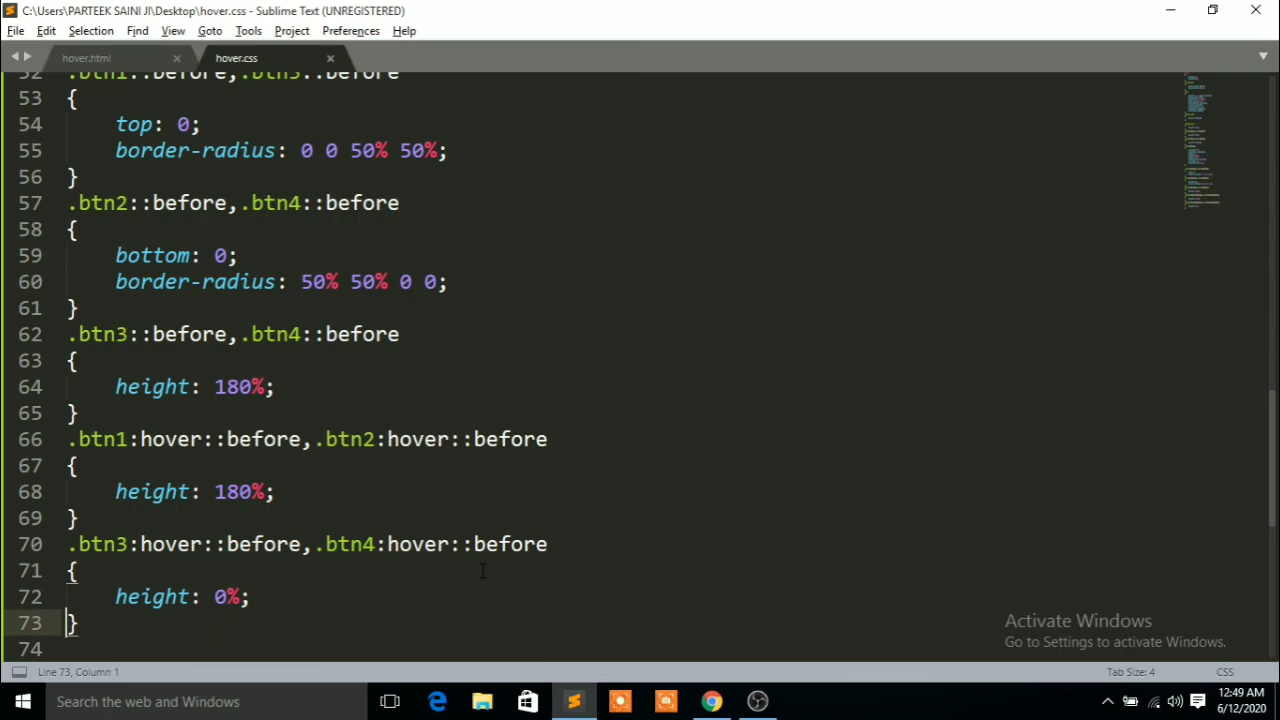 C:\Users\PARTEEK SAINI JI\Desktop\hover.css - Sublime Text (UNREGISTERED)
File Edit Selection Find View Goto Tools Project Preferences Help
hover.html hover.css
52 .btn1::before,.btn3::before
53 {
54 top: 0;
55 border-radius: 0 0 50% 50%;
56 }
57 .btn2::before,.btn4::before
58 {
59 bottom: 0;
60 border-radius: 50% 50% 0 0;
61 }
62 .btn3::before,.btn4::before
63 {
64 height: 180%;
65 }
66 .btn1:hover::before,.btn2:hover::before
67 {
68 height: 180%;
69 }
70 .btn3:hover::before,.btn4:hover::before
71 {
72 height: 0%;
73 }
74
Activate Windows
Go to Settings to activate Windows.
Line 73, Column 1 Tab Size: 4 CSS
Search the web and Windows
12:49 AM
6/12/2020